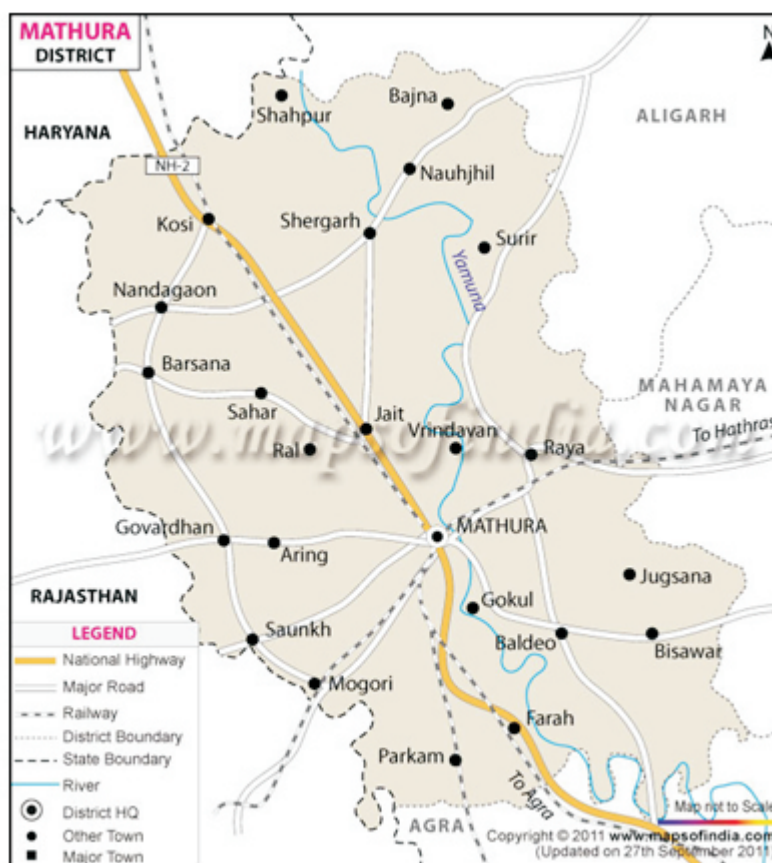 MATHURA
DISTRICT
N
HARYANA
NH-2
Shahpur
Bajna
ALIGARH
Nauhjhil
Kosi
Shergarh
Surir
Yamuna
Nandagaon
Barsana
Sahar
MAHAMAYA
NAGAR
Jait
Vrindavan
To Hathras
www.mapsofindia.com
Ral
Raya
Govardhan
Aring
MATHURA
Jugsana
RAJASTHAN
Gokul
Saunkh
Baldeo
Bisawar
Mogori
Farah
Parkam
To Agra
AGRA
LEGEND
National Highway
Major Road
Railway
District Boundary
State Boundary
River
District HQ
Other Town
Major Town
Map not to Scale
Copyright © 2011 www.mapsofindia.com
(Updated on 27th September 2011)